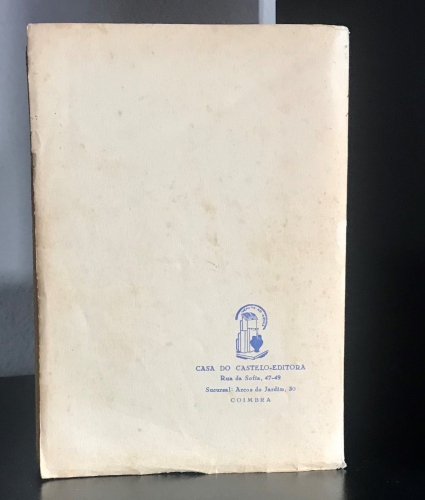 CASA DO CASTELO-EDITORA
Rua da Sofia, 47-49
Sucursal: Arcos do Jardim, 30
COIMBRA